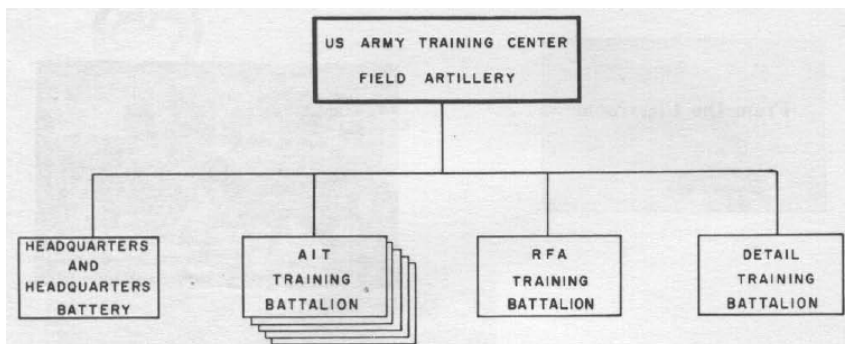 US ARMY TRAINING CENTER
FIELD ARTILLERY
HEADQUARTERS
AND
HEADQUARTERS
BATTERY
AIT
TRAINING
BATTALION
RFA
TRAINING
BATTALION
DETAIL
TRAINING
BATTALION